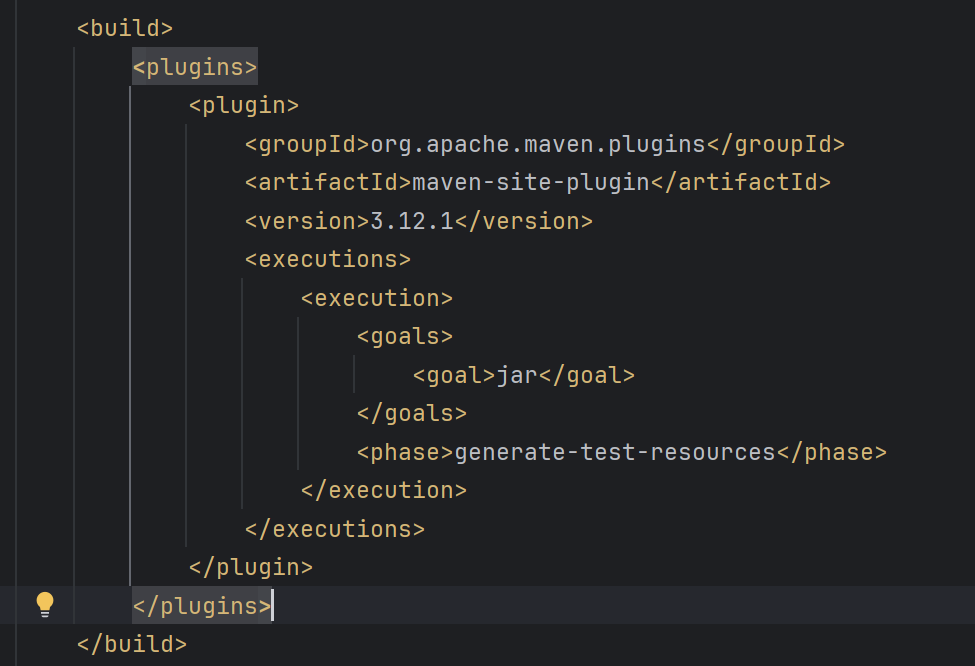 <build>
<plugins>
<plugin>
<groupId>org.apache.maven.plugins</groupId>
<artifactId>maven-site-plugin</artifactId>
<version>3.12.1</version>
<executions>
<execution>
<goals>
<goal>jar</goal>
</goals>
<phase>generate-test-resources</phase>
</execution>
</executions>
</plugin>
</plugins>
</build>